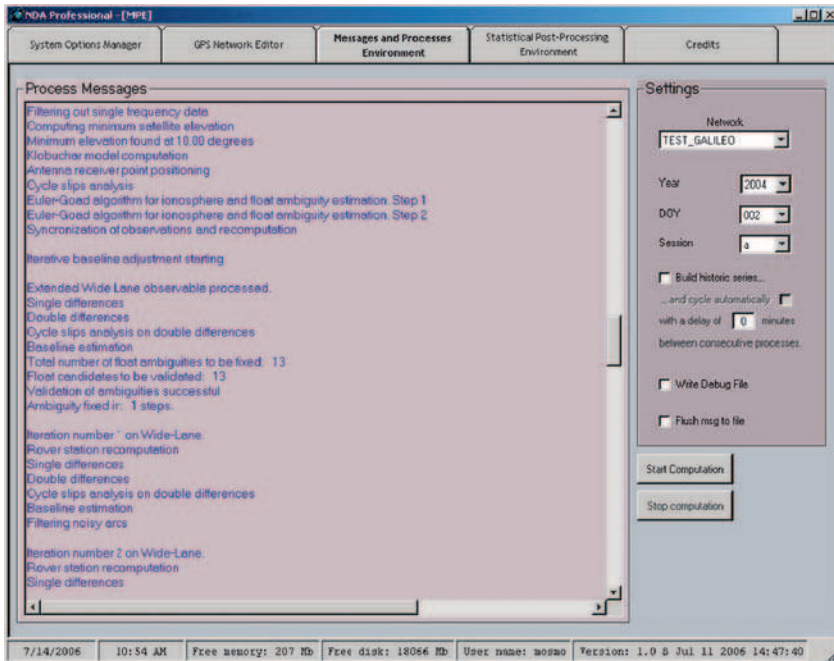 NDA Professional - [MPE]
System Options Manager
GPS Network Editor
Messages and Processes
Environment
Statistical Post-Processing
Environment
Credits
Process Messages
Filtering out single frequency data
Computing minimum satellite elevation
Minimum elevation found at 10.00 degrees
Klobuchar model computation
Antenna receiver point positioning
Cycle slips analysis
Euler-Goad algorithm for ionosphere and float ambiguity estimation. Step 1
Euler-Goad algorithm for ionosphere and float ambiguity estimation. Step 2
Syncronization of observations and recomputation
Iterative baseline adjustment starting
Extended Wide Lane observable processed.
Single differences
Double differences
Cycle slips analysis on double differences
Baseline estimation
Total number of float ambiguities to be fixed: 13
Float candidates to be validated: 13
Validation of ambiguities successful
Ambiguity fixed in: 1 steps.
Iteration number 1 on Wide-Lane.
Rover station recomputation
Single differences
Double differences
Cycle slips analysis on double differences
Baseline estimation
Filtering noisy arcs
Iteration number 2 on Wide-Lane.
Rover station recomputation
Single differences
Settings
Network
TEST_GALILEO
Year 2004
DOY 002
Session a
Build historic series...
...and cycle automatically
with a delay of 0 minutes
between consecutive processes.
Write Debug File
Flush msg to file
Start Computation
Stop computation
7/14/2006 10:54 AM Free memory: 207 Mb Free disk: 18066 Mb User name: mosmo Version: 1.0 B Jul 11 2006 14:47:40